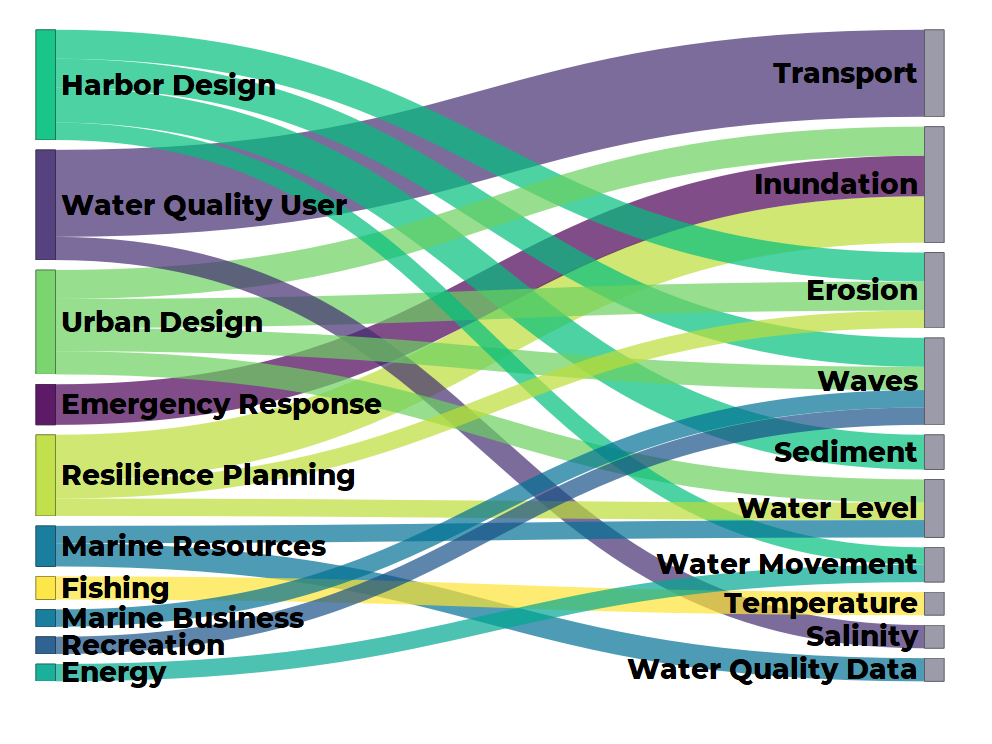 Harbor Design
Water Quality User
Urban Design
Emergency Response
Resilience Planning
Marine Resources
Fishing
Marine Business
Recreation
Energy
Transport
Inundation
Erosion
Waves
Sediment
Water Level
Water Movement
Temperature
Salinity
Water Quality Data